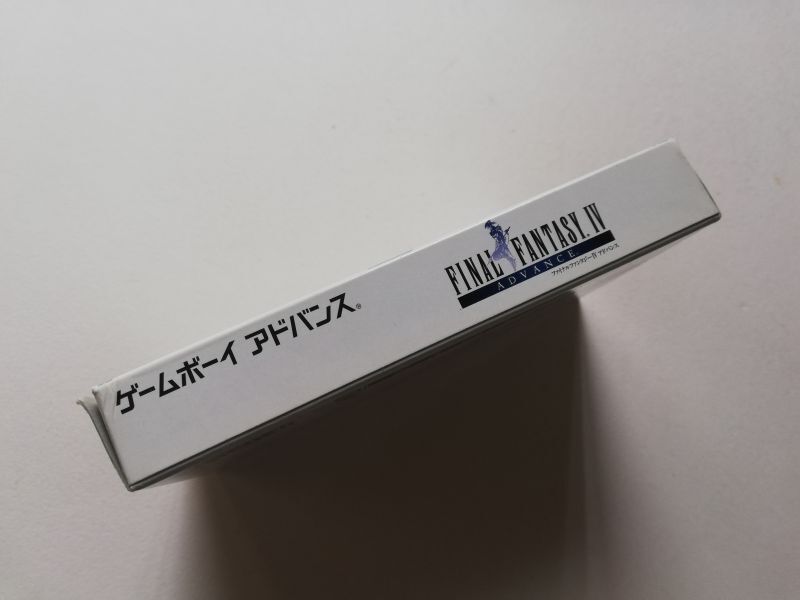 ゲームボーイ アドバンス®
FINAL FANTASY. IV
ADVANCE
ファイナルファンタジーIV アドバンス